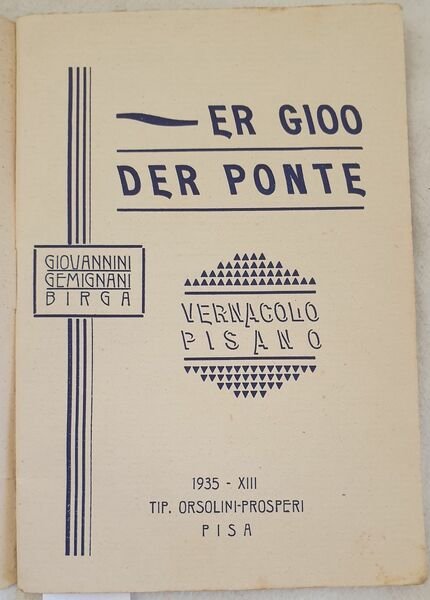 ER GIOO
DER PONTE
GIOVANNINI
GEMIGNANI
BIRGA
VERNACOLO
PISANO
1935 - XIII
TIP. ORSOLINI-PROSPERI
PISA